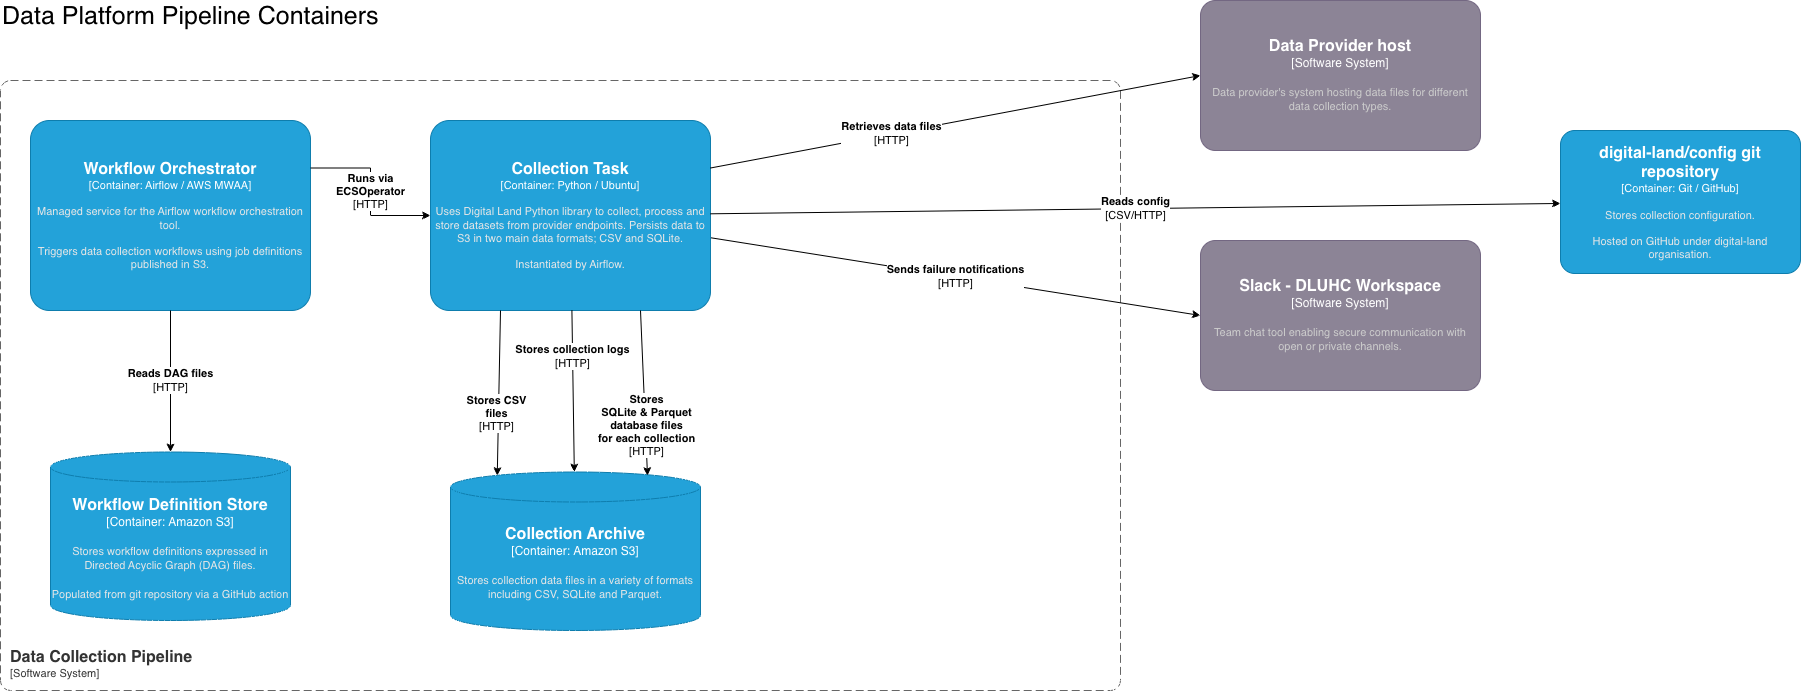 Data Platform Pipeline Containers
Data Provider host
[Software System]
Data provider's system hosting data files for different
data collection types.
Workflow Orchestrator
[Container: Airflow / AWS MWAA]
Managed service for the Airflow workflow orchestration
tool.
Triggers data collection workflows using job definitions
published in S3.
Runs via
ECSOperator
[HTTP]
Collection Task
[Container: Python / Ubuntu]
Uses Digital Land Python library to collect, process and
store datasets from provider endpoints. Persists data to
S3 in two main data formats; CSV and SQLite.
Instantiated by Airflow.
Retrieves data files
[HTTP]
Reads config
[CSV/HTTP]
Sends failure notifications
[HTTP]
digital-land/config git
repository
[Container: Git / GitHub]
Stores collection configuration.
Hosted on GitHub under digital-land
organisation.
Slack - DLUHC Workspace
[Software System]
Team chat tool enabling secure communication with
open or private channels.
Reads DAG files
[HTTP]
Stores CSV
files
[HTTP]
Stores collection logs
[HTTP]
Stores
SQLite & Parquet
database files
for each collection
[HTTP]
Workflow Definition Store
[Container: Amazon S3]
Stores workflow definitions expressed in
Directed Acyclic Graph (DAG) files.
Populated from git repository via a GitHub action
Collection Archive
[Container: Amazon S3]
Stores collection data files in a variety of formats
including CSV, SQLite and Parquet.
Data Collection Pipeline
[Software System]